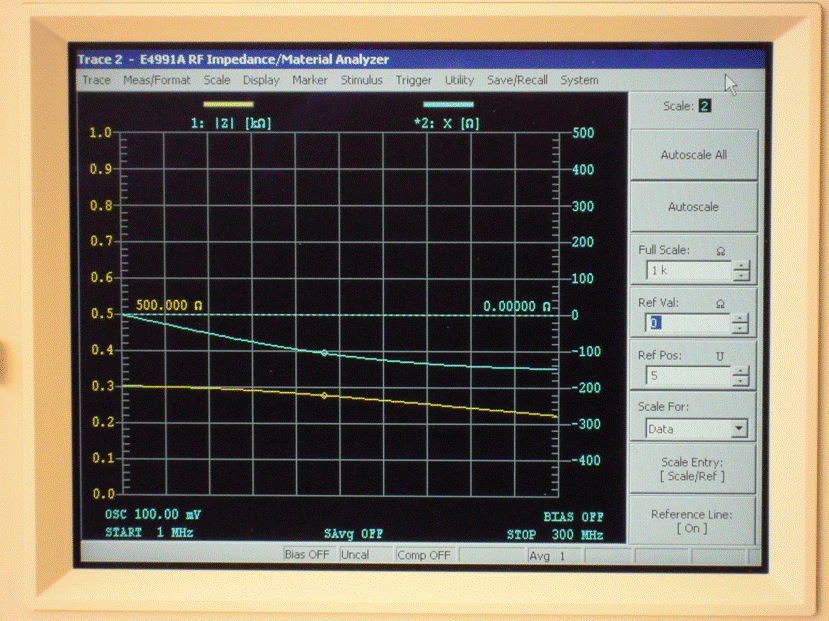 Trace 2 - E4991A RF Impedance/Material Analyzer
Trace Meas/Format Scale Display Marker Stimulus Trigger Utility Save/Recall System
Scale: 2
1: |Z| [kΩ]
*2: X [Ω]
1.0
0.9
0.8
0.7
0.6
0.5
0.4
0.3
0.2
0.1
0.0
500.000 Ω
0.00000 Ω
500
400
300
200
100
0
-100
-200
-300
-400
Autoscale All
Autoscale
Full Scale: Ω
1 k
Ref Val: Ω
0
Ref Pos: U
5
Scale For:
Data
Scale Entry:
[ Scale/Ref ]
Reference Line:
[ On ]
OSC 100.00 mV
BIAS OFF
START 1 MHz
SAvg OFF
STOP 300 MHz
Bias OFF Uncal Comp OFF Avg 1